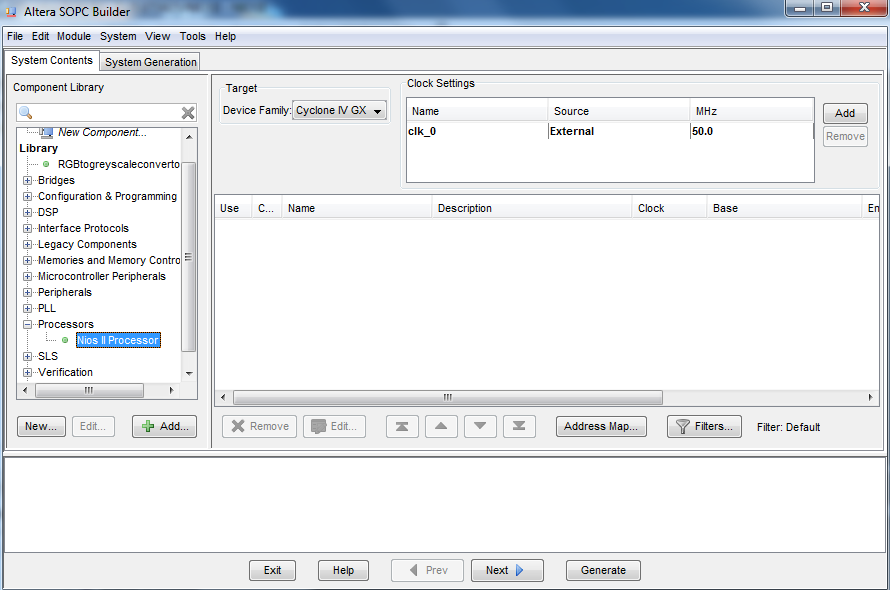 Altera SOPC Builder
File Edit Module System View Tools Help
System Contents System Generation
Component Library
New Component...
Library
RGBtogreyscaleconverto
Bridges
Configuration & Programming
DSP
Interface Protocols
Legacy Components
Memories and Memory Contro
Microcontroller Peripherals
Peripherals
PLL
Processors
Nios II Processor
SLS
Verification
New... Edit... Add...
Target
Device Family: Cyclone IV GX
Clock Settings
Name Source MHz
clk_0 External 50.0
Add
Remove
Use C... Name Description Clock Base En
Remove Edit... Address Map... Filters... Filter: Default
Exit Help Prev Next Generate